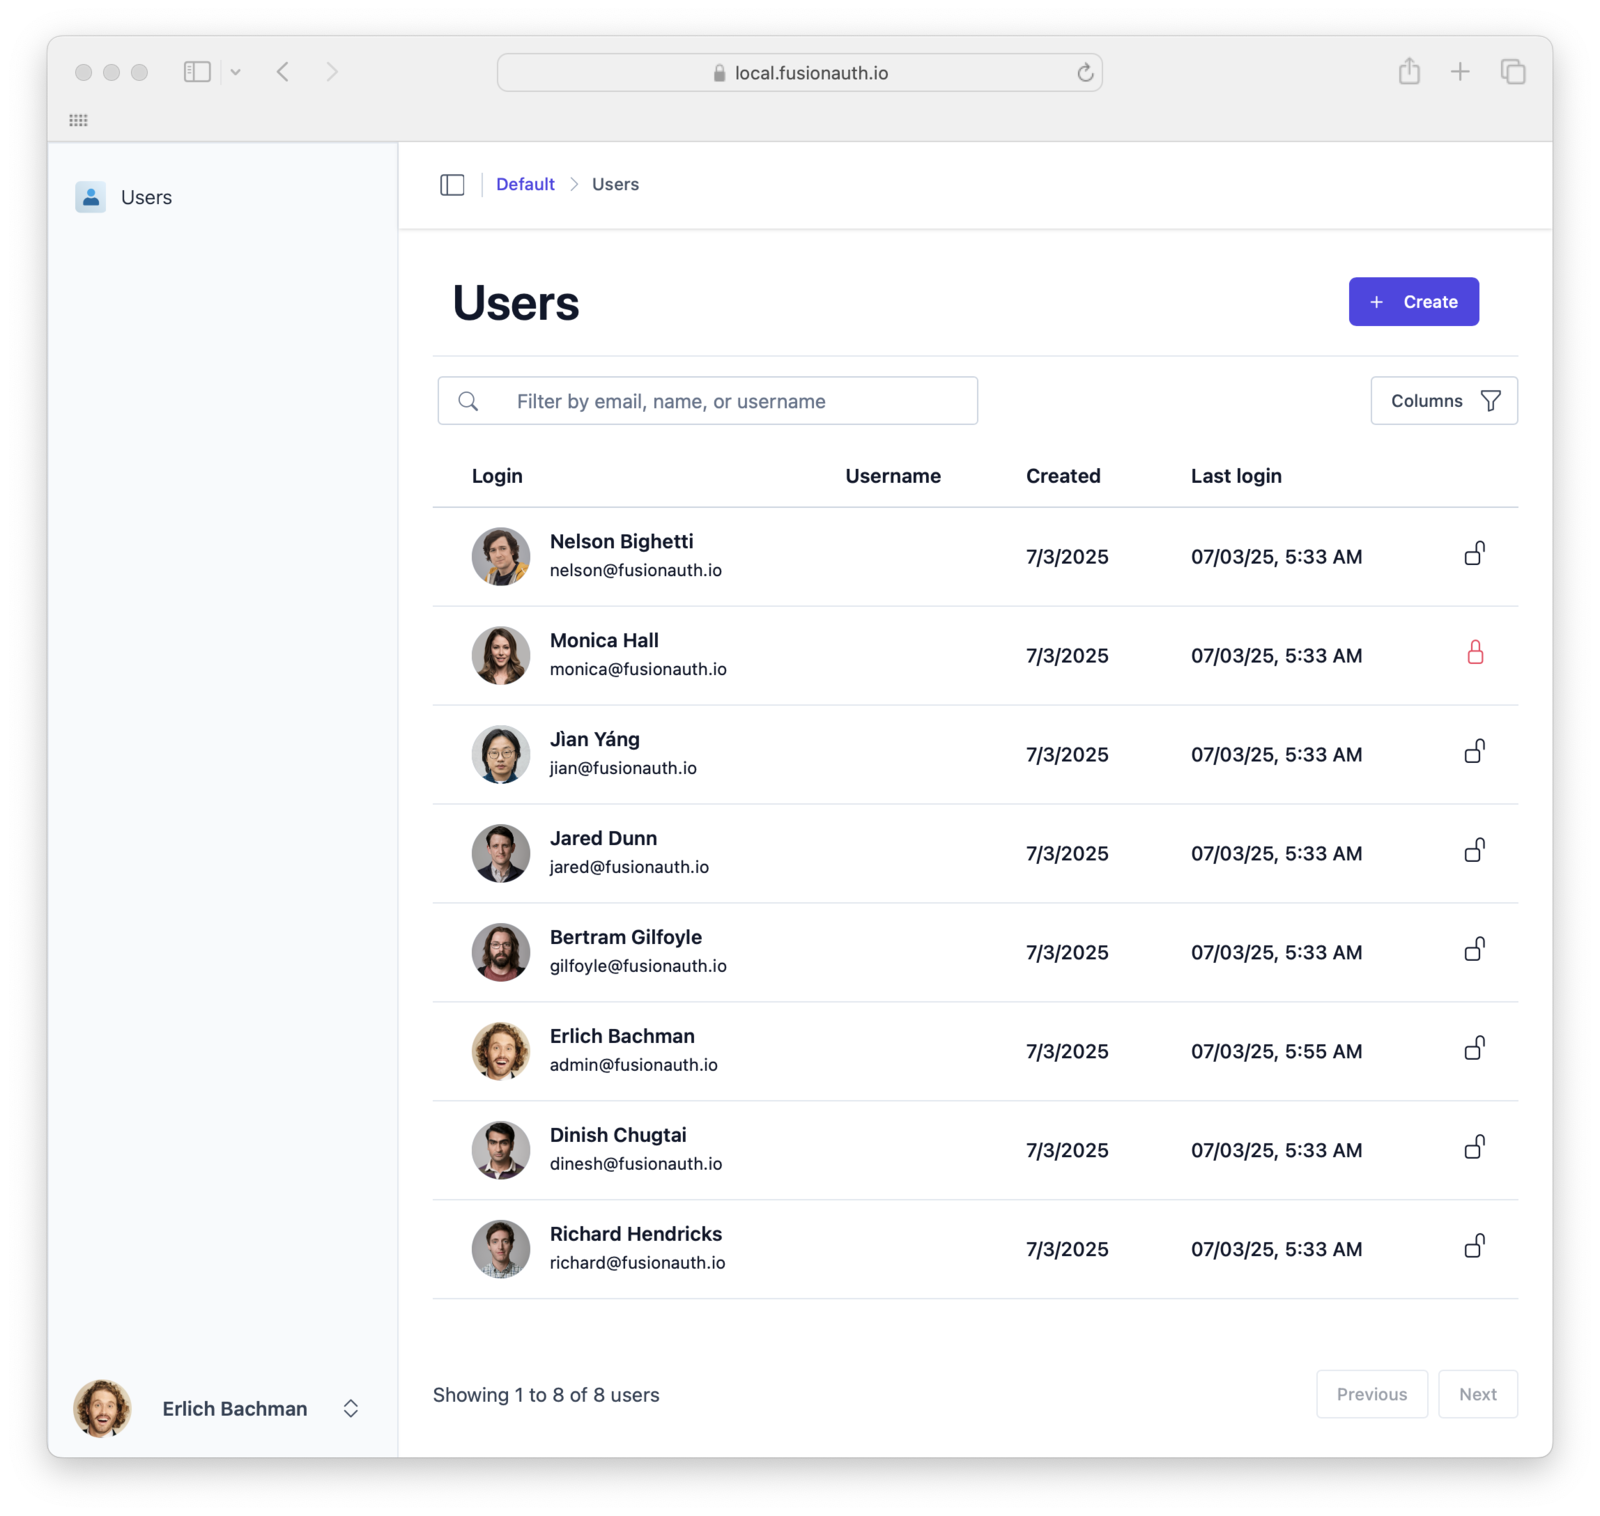 local.fusionauth.io
Users
Default > Users
Users
+ Create
Filter by email, name, or username
Columns
Login Username Created Last login
Nelson Bighetti
nelson@fusionauth.io
7/3/2025 07/03/25, 5:33 AM
Monica Hall
monica@fusionauth.io
7/3/2025 07/03/25, 5:33 AM
Jìan Yáng
jian@fusionauth.io
7/3/2025 07/03/25, 5:33 AM
Jared Dunn
jared@fusionauth.io
7/3/2025 07/03/25, 5:33 AM
Bertram Gilfoyle
gilfoyle@fusionauth.io
7/3/2025 07/03/25, 5:33 AM
Erlich Bachman
admin@fusionauth.io
7/3/2025 07/03/25, 5:55 AM
Dinish Chugtai
dinesh@fusionauth.io
7/3/2025 07/03/25, 5:33 AM
Richard Hendricks
richard@fusionauth.io
7/3/2025 07/03/25, 5:33 AM
Showing 1 to 8 of 8 users
Previous Next
Erlich Bachman